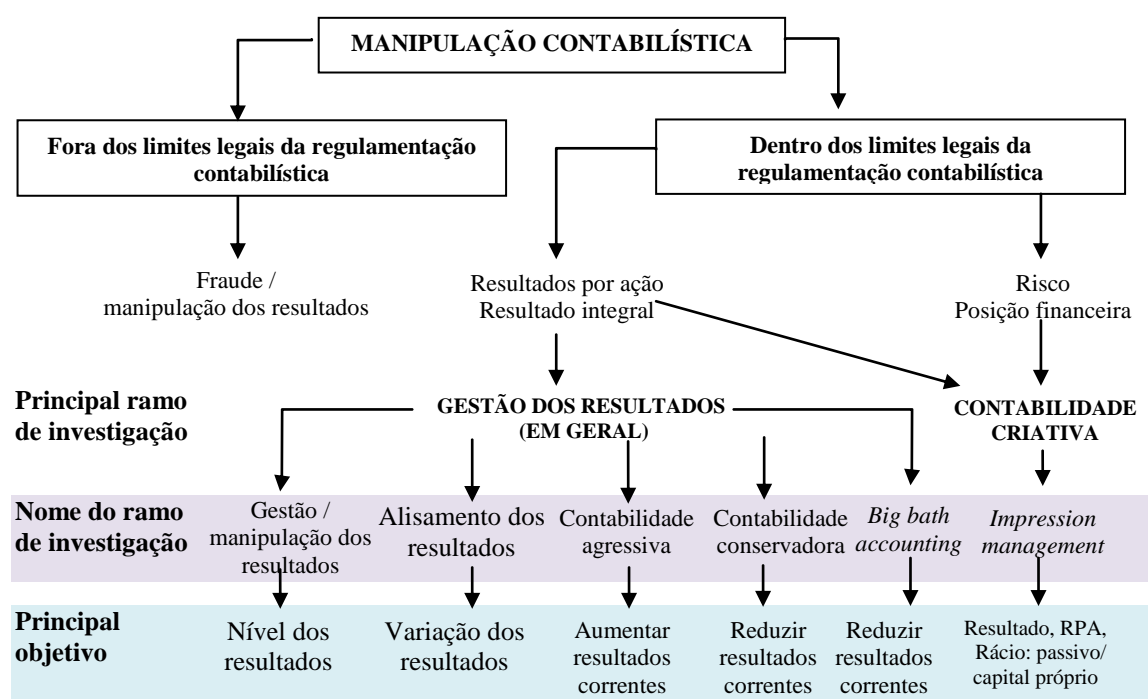 MANIPULAÇÃO CONTABILÍSTICA
Fora dos limites legais da regulamentação
contabilística
Dentro dos limites legais da
regulamentação contabilística
Fraude /
manipulação dos resultados
Resultados por ação
Resultado integral
Risco
Posição financeira
Principal ramo
de investigação
GESTÃO DOS RESULTADOS
(EM GERAL)
CONTABILIDADE
CRIATIVA
Nome do ramo
de investigação
Gestão /
manipulação dos
resultados
Alisamento dos
resultados
Contabilidade
agressiva
Contabilidade
conservadora
Big bath
accounting
Impression
management
Principal
objetivo
Nível dos
resultados
Variação dos
resultados
Aumentar
resultados
correntes
Reduzir
resultados
correntes
Reduzir
resultados
correntes
Resultado, RPA,
Rácio: passivo/
capital próprio